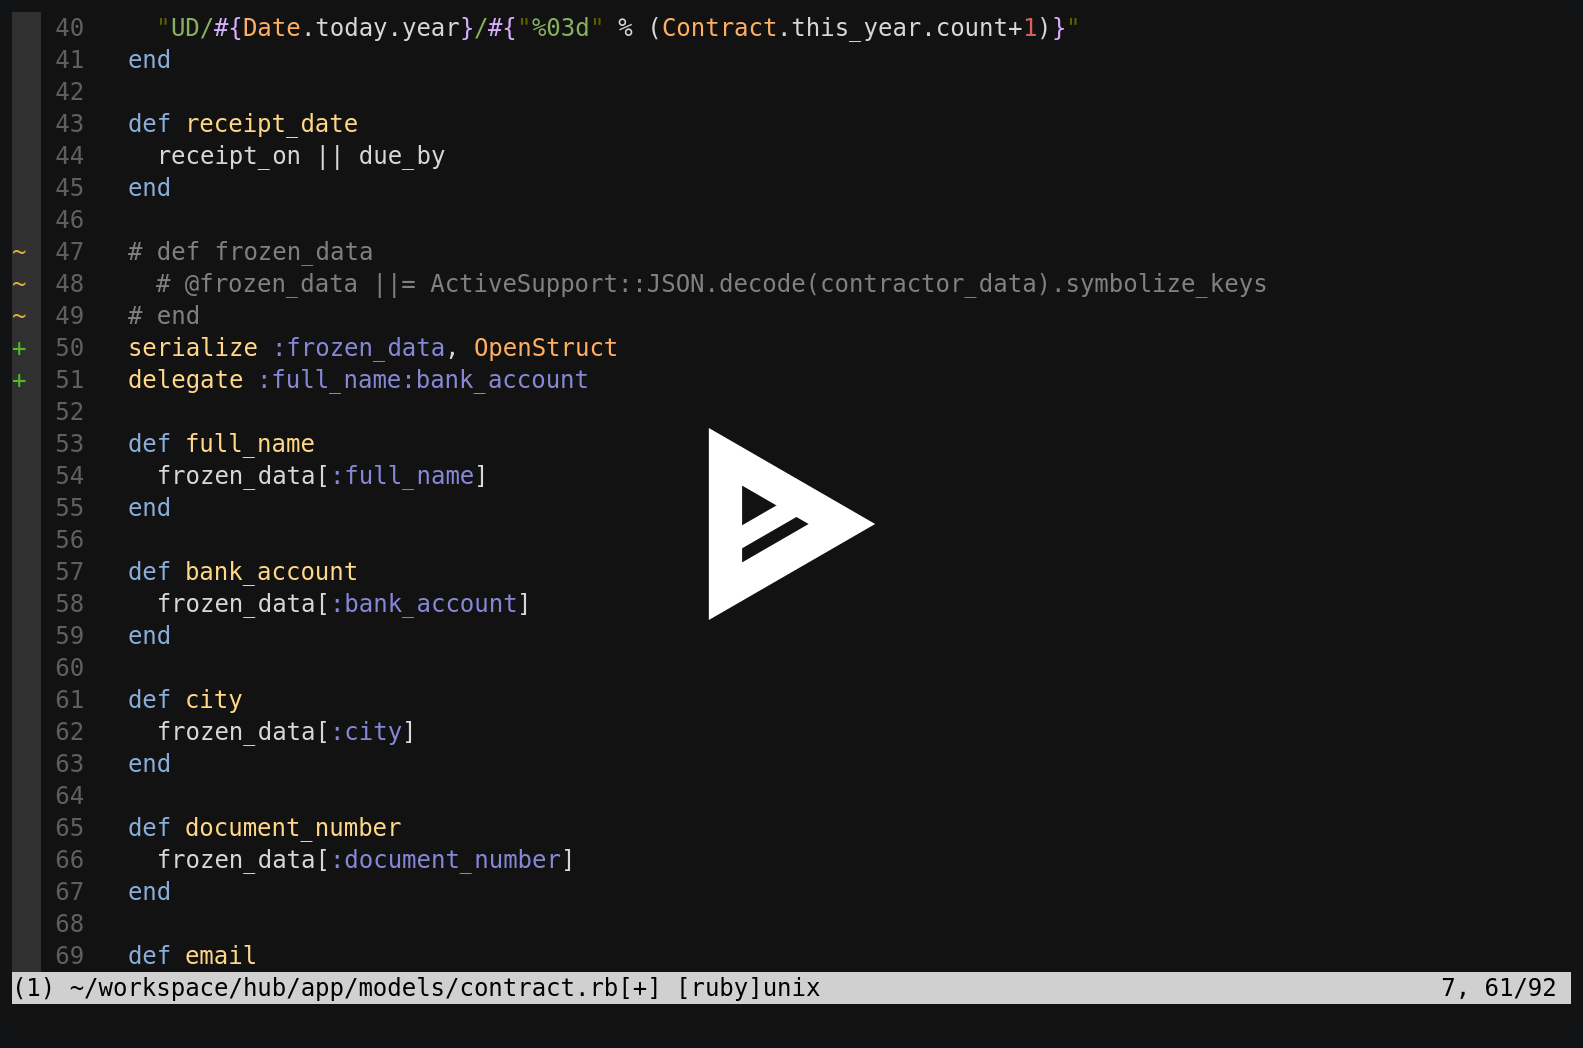 40     "UD/#{Date.today.year}/#{"%03d" % (Contract.this_year.count+1)}"
41   end
42
43   def receipt_date
44     receipt_on || due_by
45   end
46
~  47   # def frozen_data
~  48     # @frozen_data ||= ActiveSupport::JSON.decode(contractor_data).symbolize_keys
~  49   # end
+  50   serialize :frozen_data, OpenStruct
+  51   delegate :full_name:bank_account
52
53   def full_name
54     frozen_data[:full_name]
55   end
56
57   def bank_account
58     frozen_data[:bank_account]
59   end
60
61   def city
62     frozen_data[:city]
63   end
64
65   def document_number
66     frozen_data[:document_number]
67   end
68
69   def email
(1) ~/workspace/hub/app/models/contract.rb[+] [ruby]unix 7, 61/92